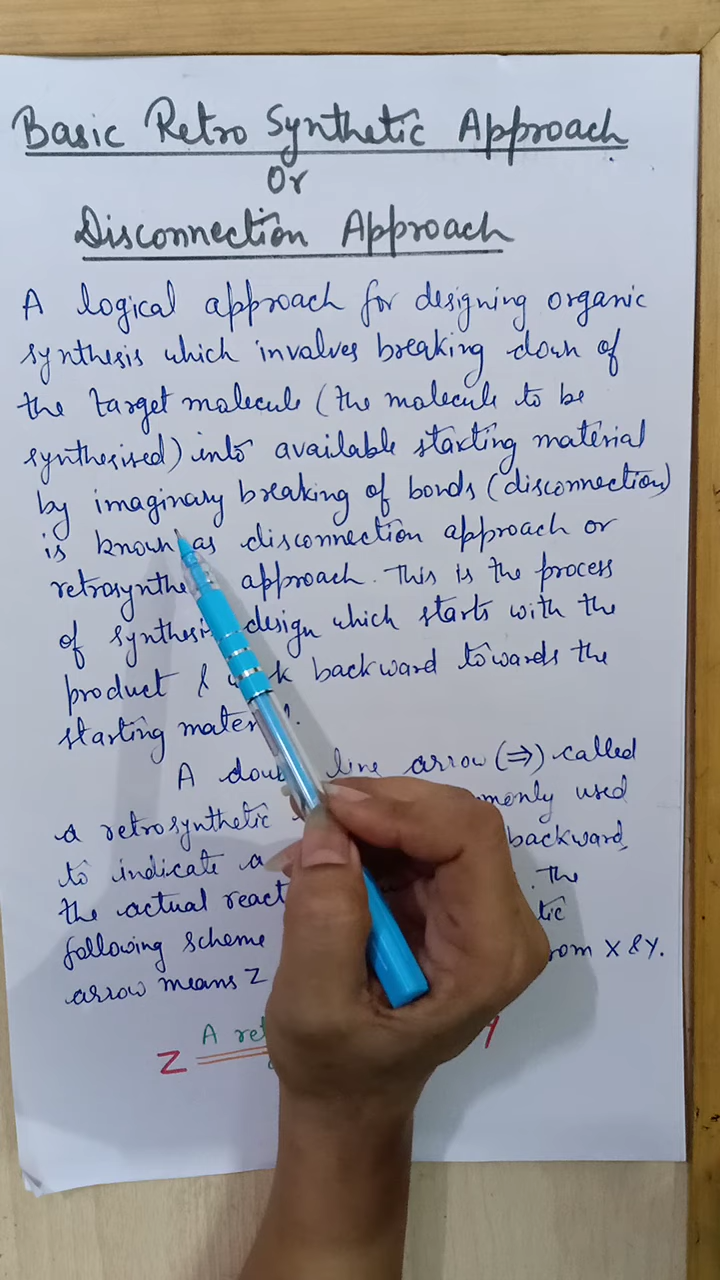 Basic Retro Synthetic Approach
Or
Disconnection Approach
A logical approach for designing organic
synthesis which involves breaking down of
the target molecule (the molecule to be
synthesised) into available starting material
by imaginary breaking of bonds (disconnection)
is known as disconnection approach or
retrosynthe approach. This is the process
of synthesis design which starts with the
product & backward towards the
starting mater
A doub line arrow (⇒) called
a retrosynthetic monly used
to indicate a backward,
the actual react . The
following scheme tic
arrow means Z from X & Y.
A ret
Z Y